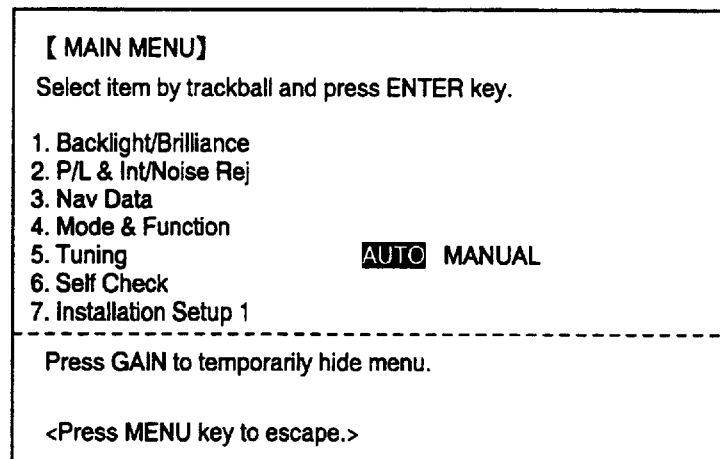 【 MAIN MENU】
Select item by trackball and press ENTER key.
1. Backlight/Brilliance
2. P/L & Int/Noise Rej
3. Nav Data
4. Mode & Function
5. Tuning AUTO MANUAL
6. Self Check
7. Installation Setup 1
Press GAIN to temporarily hide menu.
<Press MENU key to escape.>